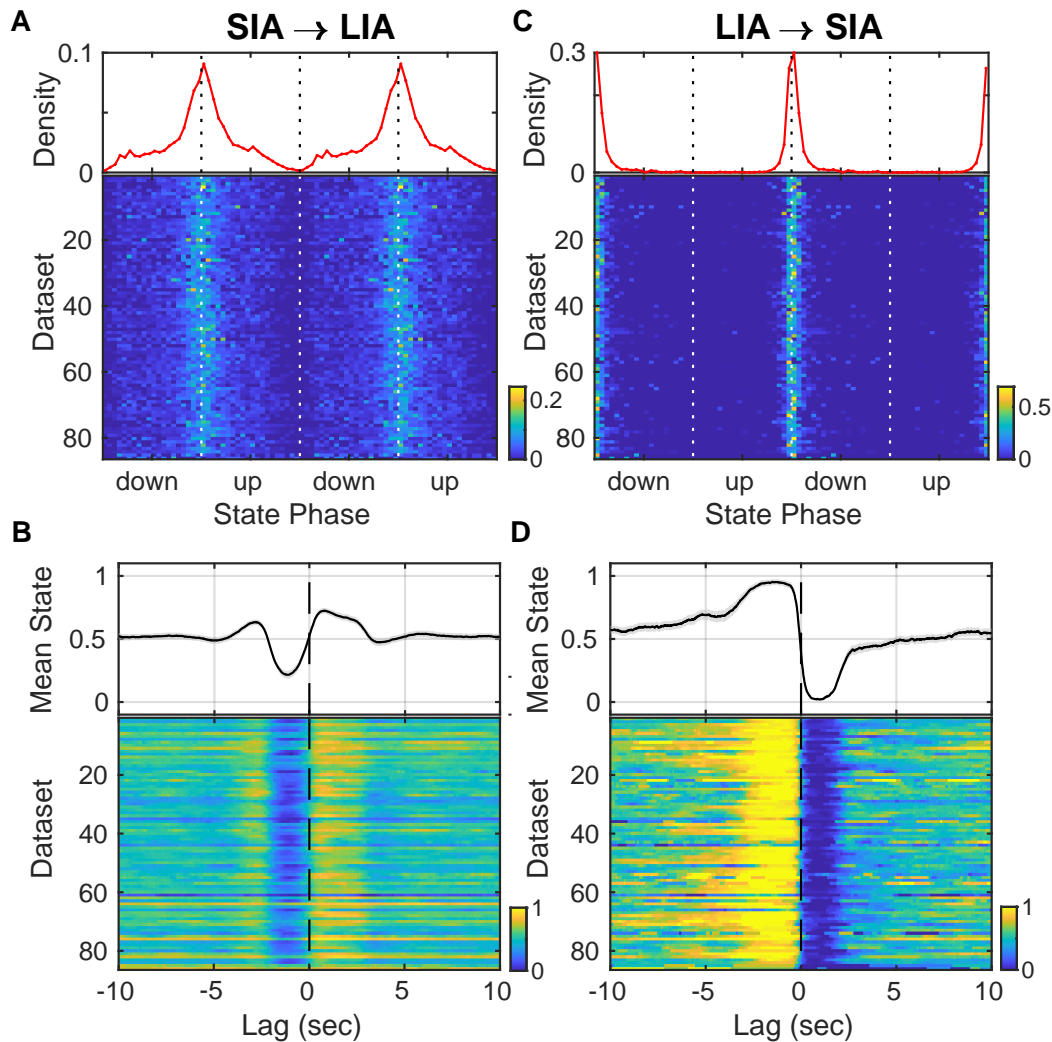 A
SIA → LIA
0.1
0
Density
20
40
60
80
Dataset
0.2
0
down
up
down
up
State Phase
C
LIA → SIA
0.3
0
Density
20
40
60
80
Dataset
0.5
0
down
up
down
up
State Phase
B
1
0.5
0
Mean State
20
40
60
80
Dataset
1
0
-10
-5
0
5
10
Lag (sec)
D
1
0.5
0
Mean State
20
40
60
80
Dataset
1
0
-10
-5
0
5
10
Lag (sec)